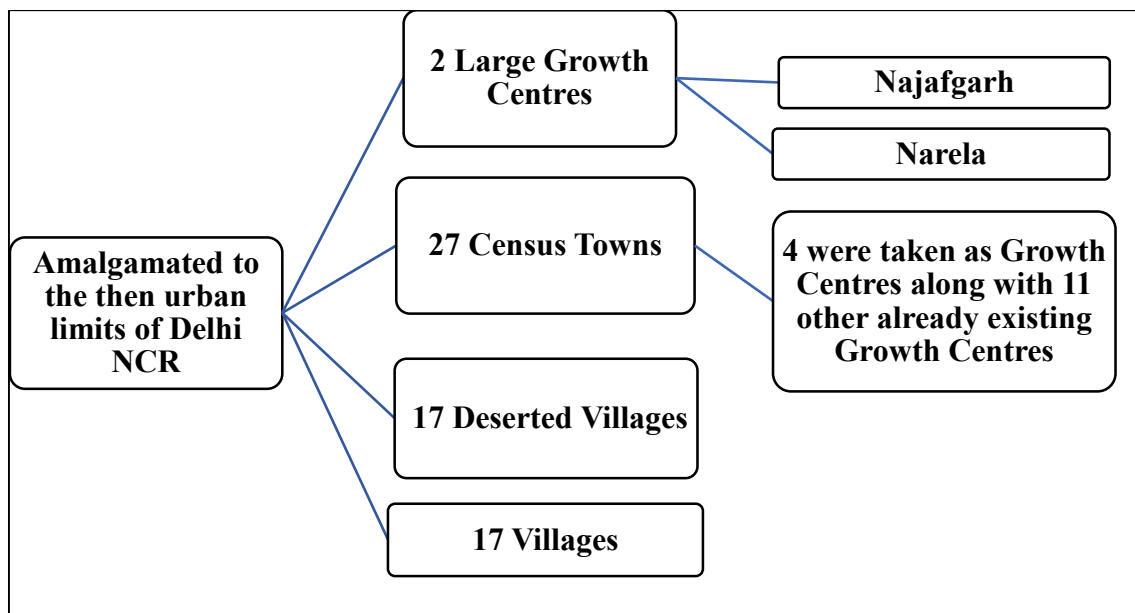 Amalgamated to
the then urban
limits of Delhi
NCR
2 Large Growth
Centres
Najafgarh
Narela
27 Census Towns
4 were taken as Growth
Centres along with 11
other already existing
Growth Centres
17 Deserted Villages
17 Villages